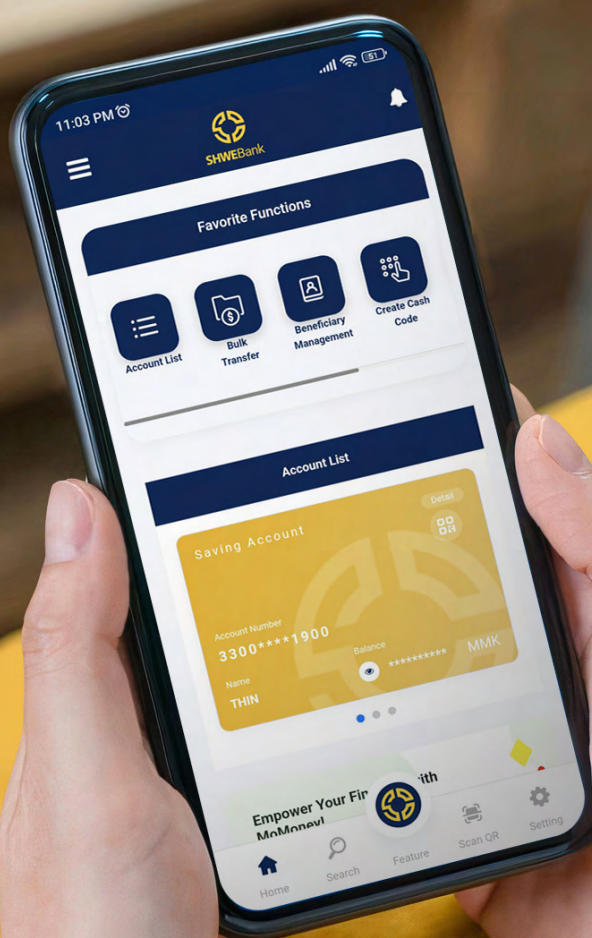 11:03 PM
51
SHWEBank
Favorite Functions
Account List
Bulk
Transfer
Beneficiary
Management
Create Cash
Code
Account List
Saving Account
Detail
Account Number
3300****1900
Name
THIN
Balance
********** MMK
Empower Your Fin ith
MoMoney!
Home
Search
Feature
Scan QR
Setting